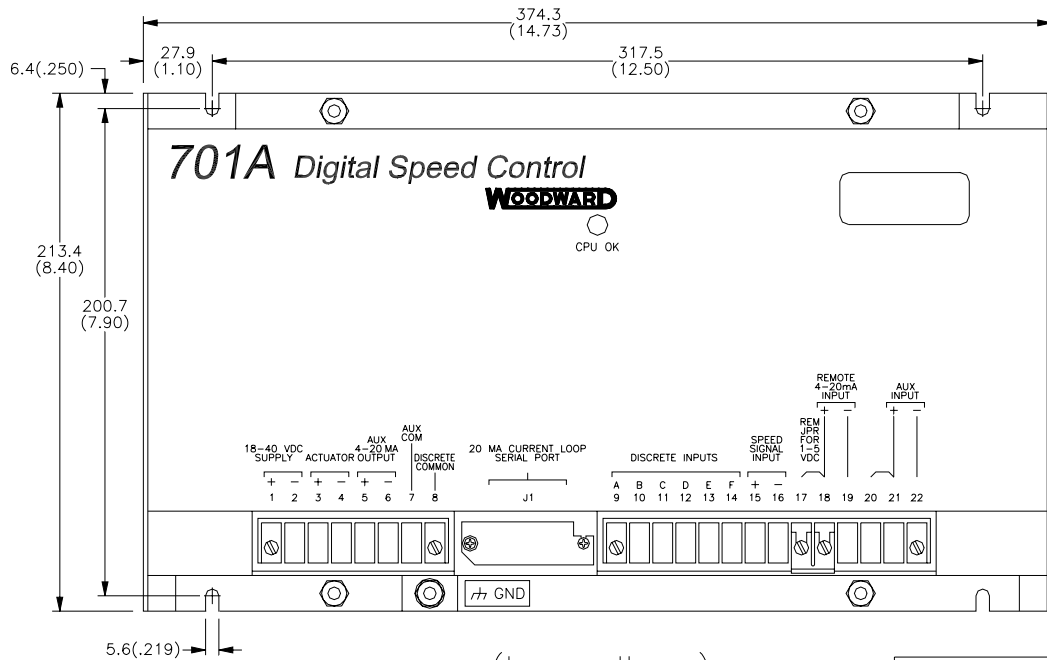 374.3
(14.73)
27.9
(1.10)
317.5
(12.50)
6.4(.250)
701A Digital Speed Control
WOODWARD
CPU OK
213.4
(8.40)
200.7
(7.90)
REMOTE
4-20mA
INPUT
+ -
AUX
INPUT
+ -
REM
JPR
FOR
1-5
VDC
18-40 VDC
SUPPLY
+ -
1 2
ACTUATOR
+ -
3 4
AUX
4-20 MA
OUTPUT
+ -
5 6
AUX
COM
7
DISCRETE
COMMON
8
20 MA CURRENT LOOP
SERIAL PORT
J1
DISCRETE INPUTS
A B C D E F
9 10 11 12 13 14
SPEED
SIGNAL
INPUT
+ -
15 16
17 18 19 20 21 22
GND
5.6(.219)